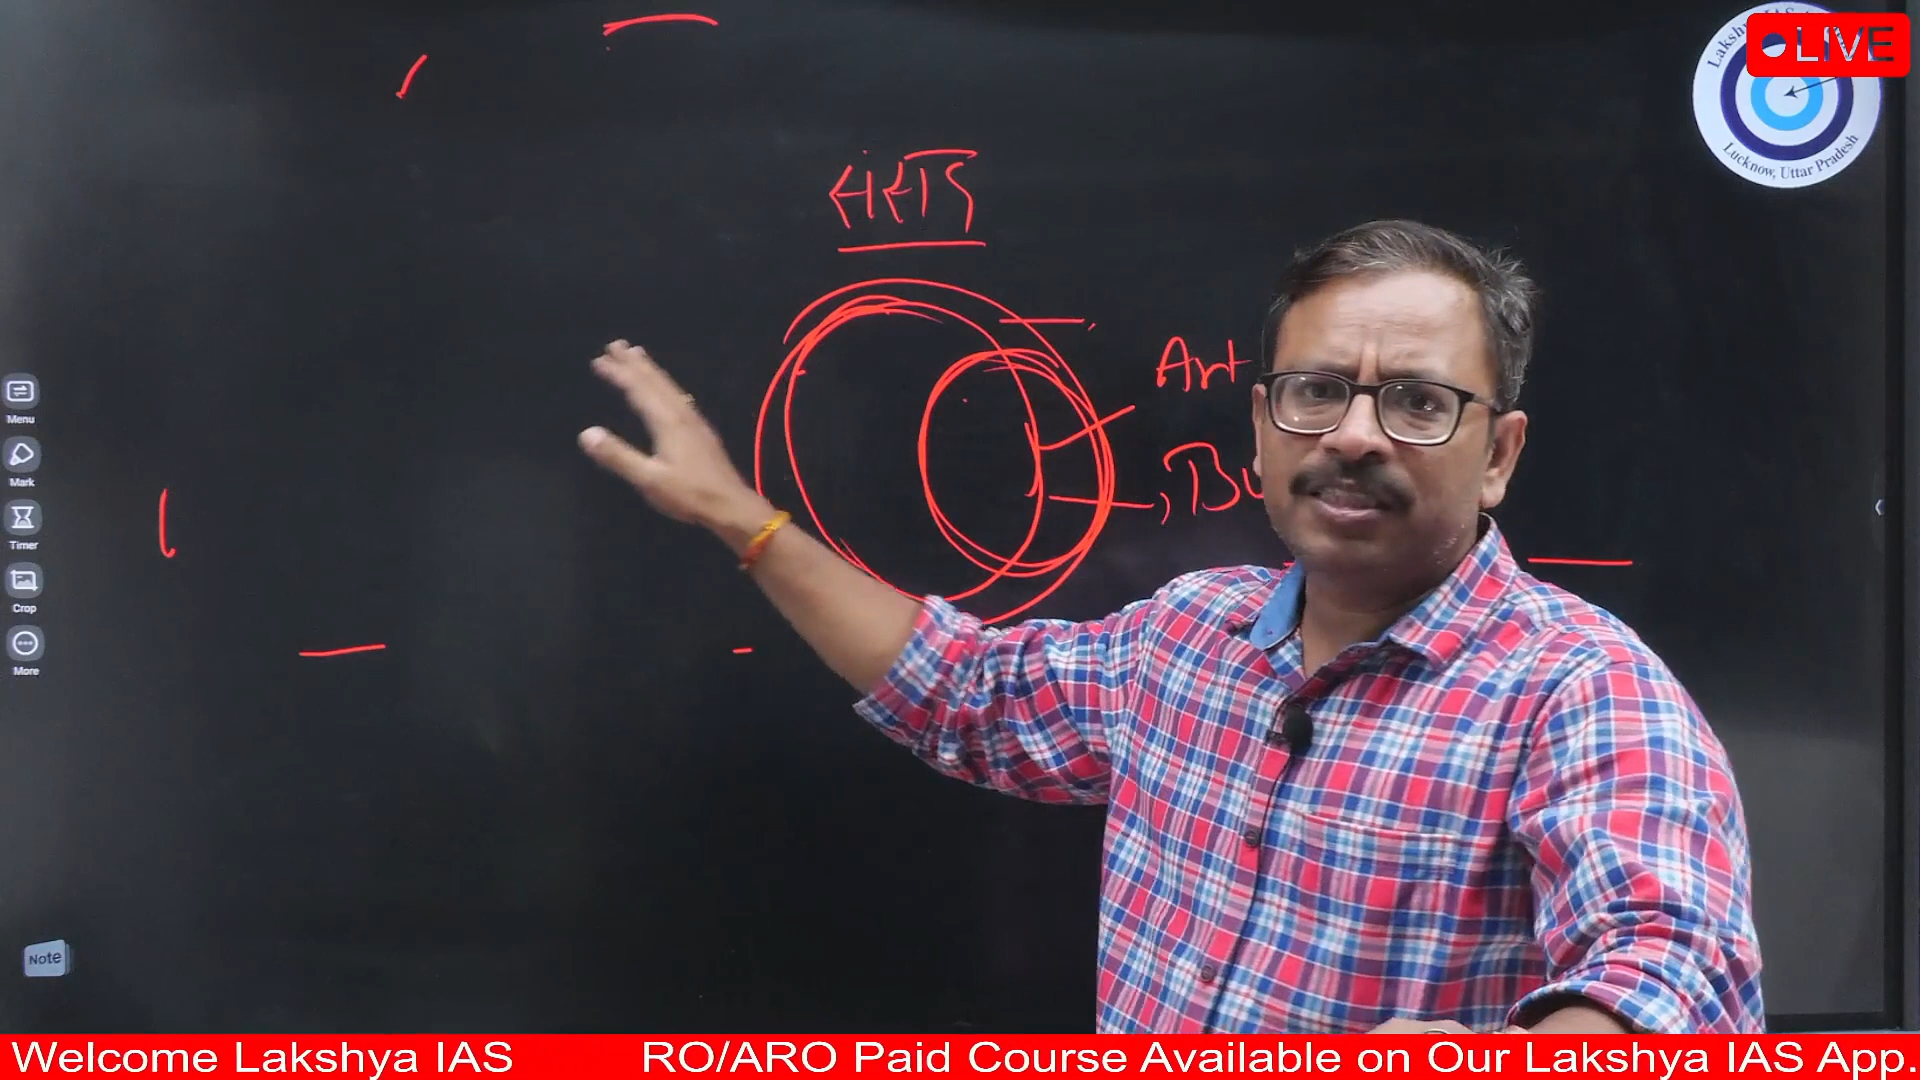 LIVE
Lucknow, Uttar Pradesh
Art
Menu
Mark
Timer
Crop
More
Note
Welcome Lakshya IAS RO/ARO Paid Course Available on Our Lakshya IAS App.